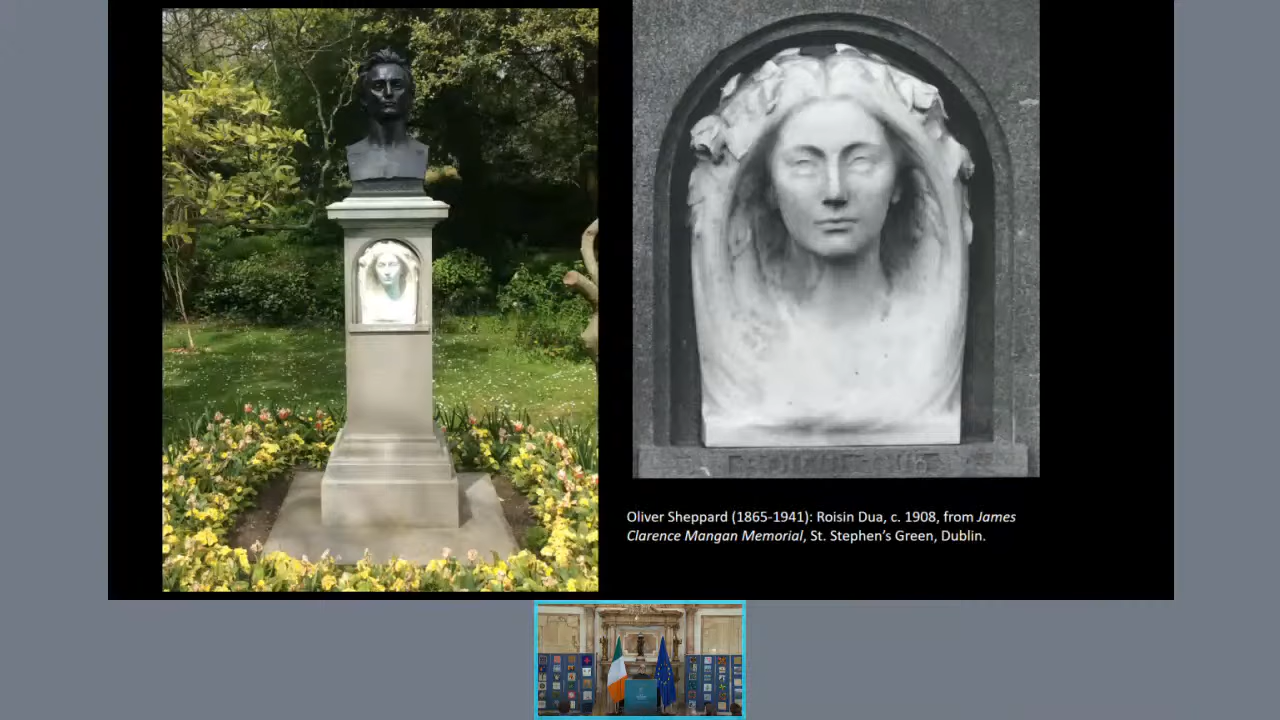 Oliver Sheppard (1865-1941): Roisin Dua, c. 1908, from James
Clarence Mangan Memorial, St. Stephen's Green, Dublin.